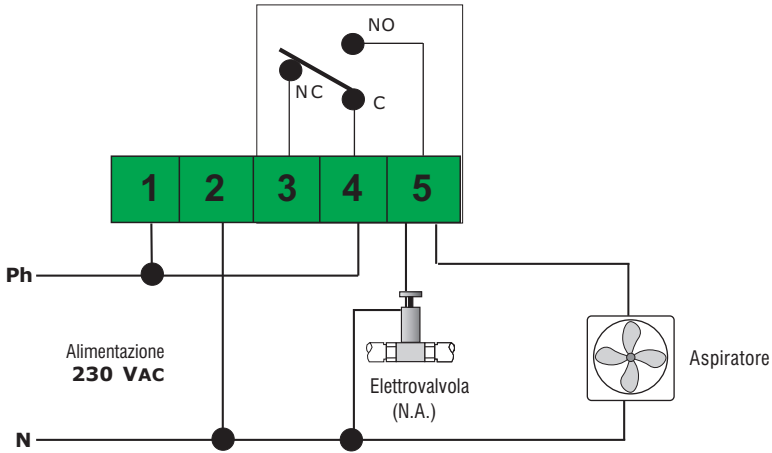 NO
NC
C
1 2 3 4 5
Ph
Alimentazione
230 VAC
Elettrovalvola
(N.A.)
Aspiratore
N